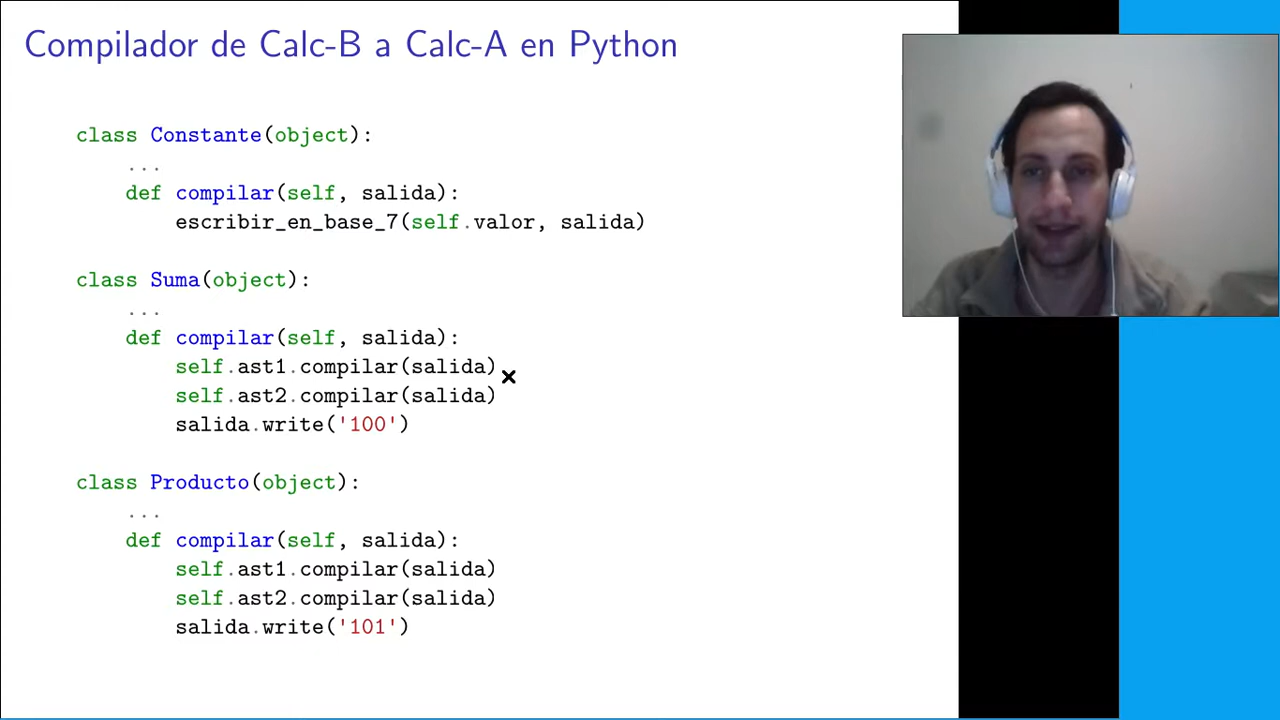 Compilador de Calc-B a Calc-A en Python
class Constante(object):
...
def compilar(self, salida):
escribir_en_base_7(self.valor, salida)
class Suma(object):
...
def compilar(self, salida):
self.ast1.compilar(salida)
self.ast2.compilar(salida)
salida.write('100')
class Producto(object):
...
def compilar(self, salida):
self.ast1.compilar(salida)
self.ast2.compilar(salida)
salida.write('101')